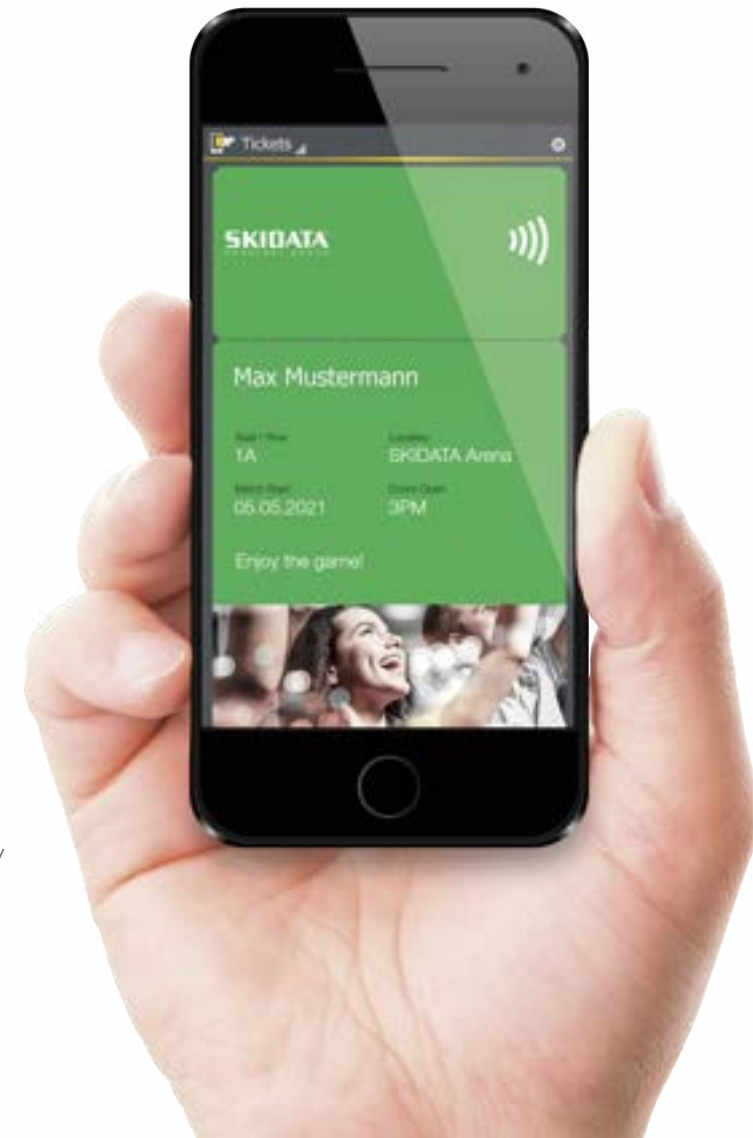 Tickets
SKIDATA
Max Mustermann
1A
SKIDATA Arena
05.05.2021
3PM
Enjoy the game!